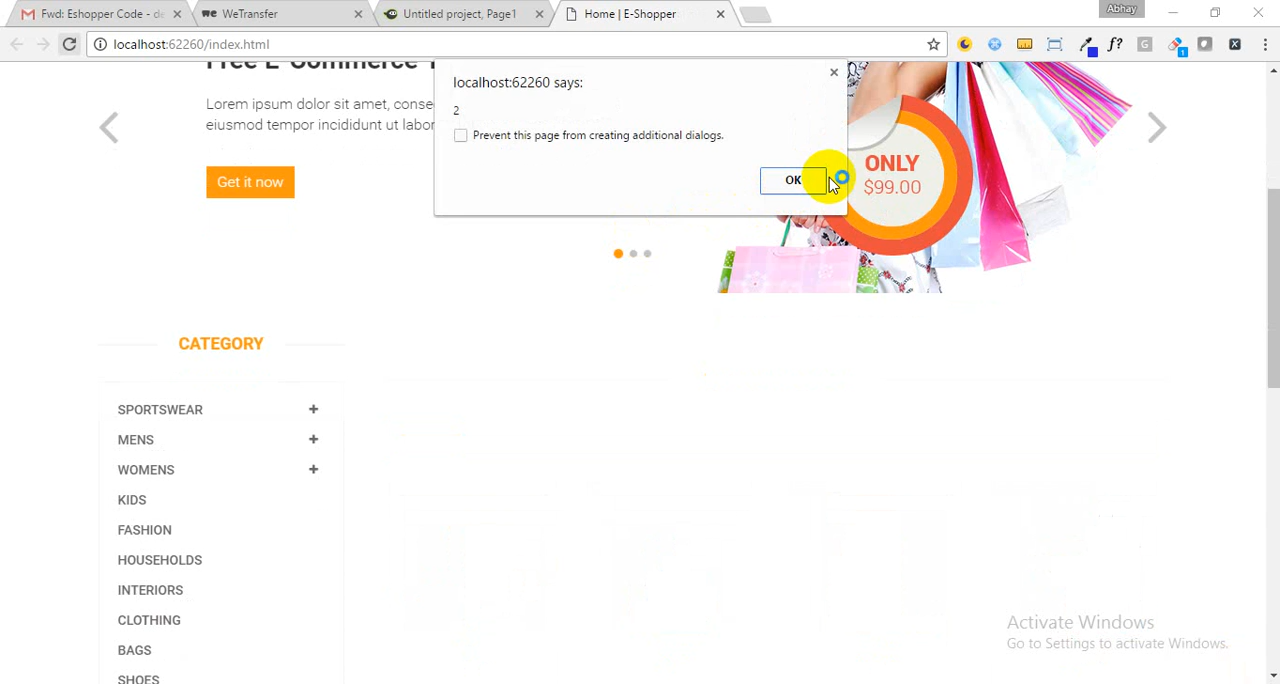 Fwd: Eshopper Code - de
WeTransfer
Untitled project, Page1
Home | E-Shopper
Abhay
localhost:62260/index.html
localhost:62260 says:
2
Prevent this page from creating additional dialogs.
OK
Lorem ipsum dolor sit amet, conse
eiusmod tempor incididunt ut labor
Get it now
ONLY
$99.00
CATEGORY
SPORTSWEAR
MENS
WOMENS
KIDS
FASHION
HOUSEHOLDS
INTERIORS
CLOTHING
BAGS
SHOES
Activate Windows
Go to Settings to activate Windows.